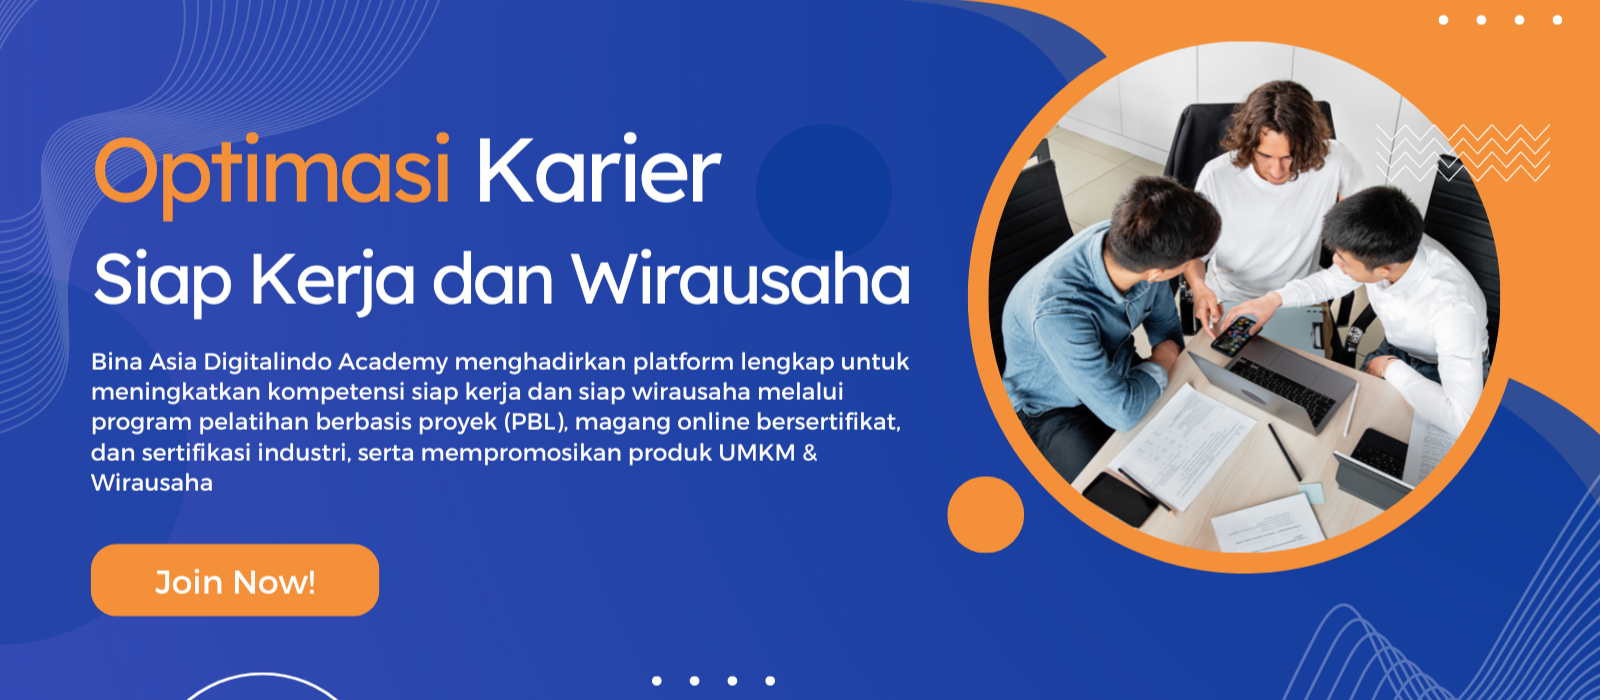 Optimasi Karier
Siap Kerja dan Wirausaha
Bina Asia Digitalindo Academy menghadirkan platform lengkap untuk
meningkatkan kompetensi siap kerja dan siap wirausaha melalui
program pelatihan berbasis proyek (PBL), magang online bersertifikat,
dan sertifikasi industri, serta mempromosikan produk UMKM &
Wirausaha
Join Now!